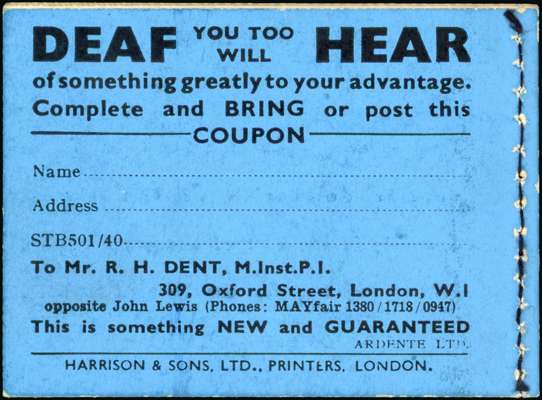 DEAF YOU TOO WILL HEAR
of something greatly to your advantage.
Complete and BRING or post this
COUPON
Name
Address
STB501/40
To Mr. R. H. DENT, M.Inst.P.I.
309, Oxford Street, London, W.1
opposite John Lewis (Phones: MAYfair 1380/1718/0947)
This is something NEW and GUARANTEED
ARDENTE LTD.
HARRISON & SONS, LTD., PRINTERS, LONDON.